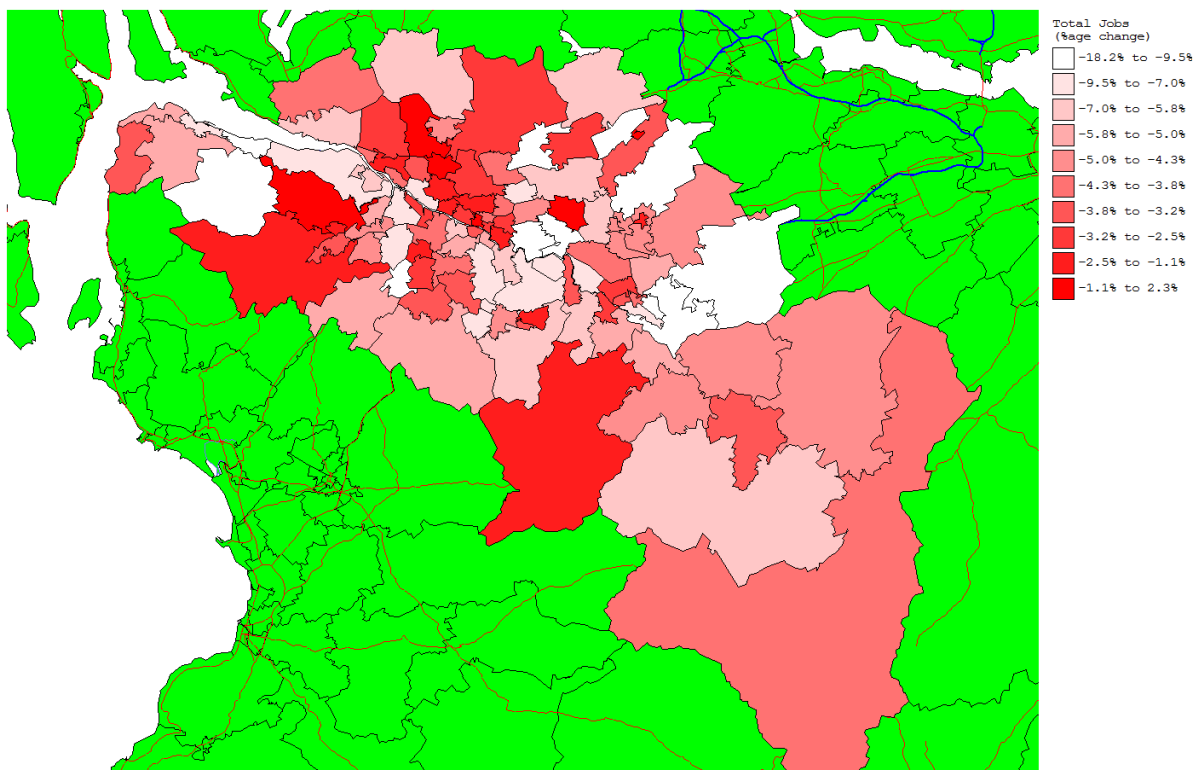 Total Jobs
(%age change)
-18.2% to -9.5%
-9.5% to -7.0%
-7.0% to -5.8%
-5.8% to -5.0%
-5.0% to -4.3%
-4.3% to -3.8%
-3.8% to -3.2%
-3.2% to -2.5%
-2.5% to -1.1%
-1.1% to 2.3%